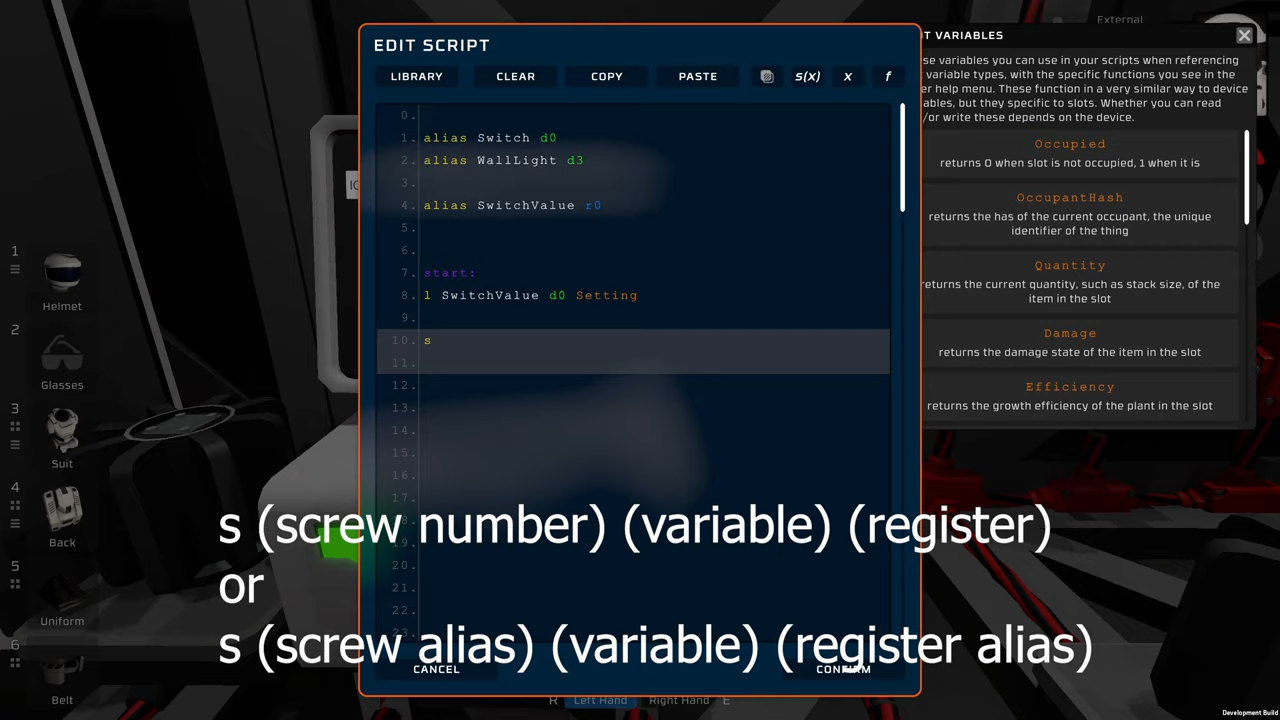 External
EDIT SCRIPT
LIBRARY CLEAR COPY PASTE S(X) X f
0.
1. alias Switch d0
2. alias WallLight d3
3.
4. alias SwitchValue r0
5.
6.
7. start:
8. l SwitchValue d0 Setting
9.
10. s
11.
12.
13.
14.
15.
16.
17.
18.
19.
20.
21.
22.
23.
CANCEL CONFIRM
T VARIABLES
se variables you can use in your scripts when referencing
variable types, with the specific functions you see in the
er help menu. These function in a very similar way to device
ables, but they specific to slots. Whether you can read
/or write these depends on the device.
Occupied
returns 0 when slot is not occupied, 1 when it is
OccupantHash
returns the has of the current occupant, the unique
identifier of the thing
Quantity
returns the current quantity, such as stack size, of the
item in the slot
Damage
returns the damage state of the item in the slot
Efficiency
returns the growth efficiency of the plant in the slot
1
Helmet
2
Glasses
3
Suit
4
Back
5
Uniform
6
Belt
s (screw number) (variable) (register)
or
s (screw alias) (variable) (register alias)
R Left Hand Right Hand E
Development Build